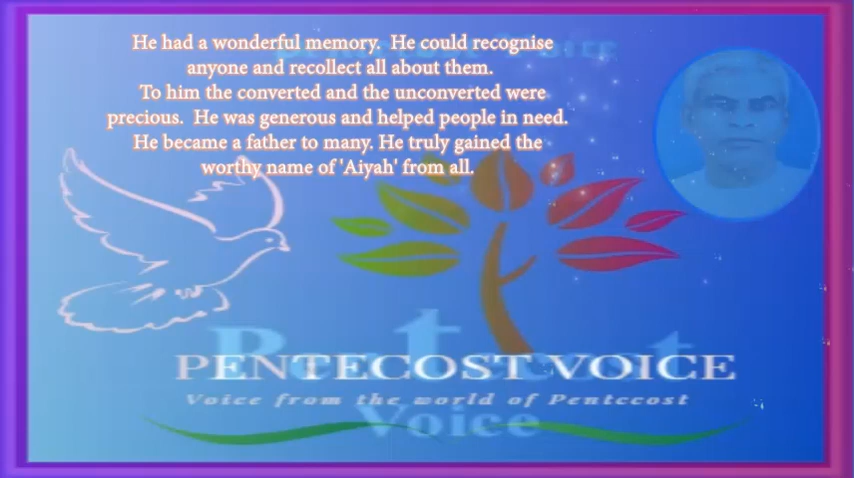 He had a wonderful memory.  He could recognise
anyone and recollect all about them.
To him the converted and the unconverted were
precious.  He was generous and helped people in need.
He became a father to many. He truly gained the
worthy name of 'Aiyah' from all.
Pentecost
PENTECOST VOICE
Voice from the world of Pentecost
Voice